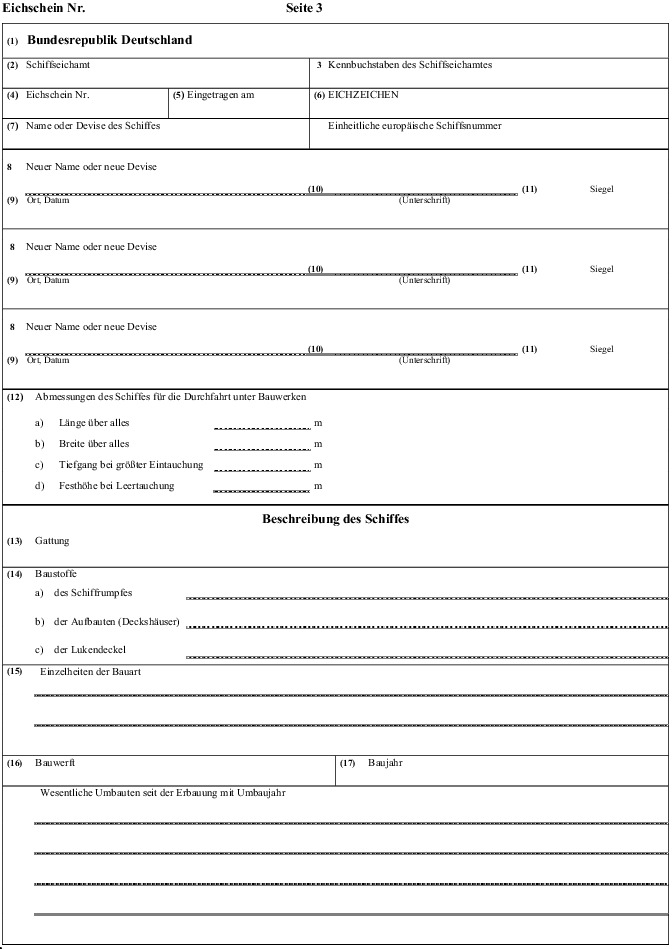 Eichschein Nr. Seite 3
(1) Bundesrepublik Deutschland
(2) Schiffseichamt 3 Kennbuchstaben des Schiffseichamtes
(4) Eichschein Nr. (5) Eingetragen am (6) EICHZEICHEN
(7) Name oder Devise des Schiffes Einheitliche europäische Schiffsnummer
8 Neuer Name oder neue Devise
(10) (11) Siegel
(9) Ort, Datum (Unterschrift)
8 Neuer Name oder neue Devise
(10) (11) Siegel
(9) Ort, Datum (Unterschrift)
8 Neuer Name oder neue Devise
(10) (11) Siegel
(9) Ort, Datum (Unterschrift)
(12) Abmessungen des Schiffes für die Durchfahrt unter Bauwerken
a) Länge über alles m
b) Breite über alles m
c) Tiefgang bei größter Eintauchung m
d) Festhöhe bei Leertauchung m
Beschreibung des Schiffes
(13) Gattung
(14) Baustoffe
a) des Schiffrumpfes
b) der Aufbauten (Deckshäuser)
c) der Lukendeckel
(15) Einzelheiten der Bauart
(16) Bauwerft (17) Baujahr
Wesentliche Umbauten seit der Erbauung mit Umbaujahr